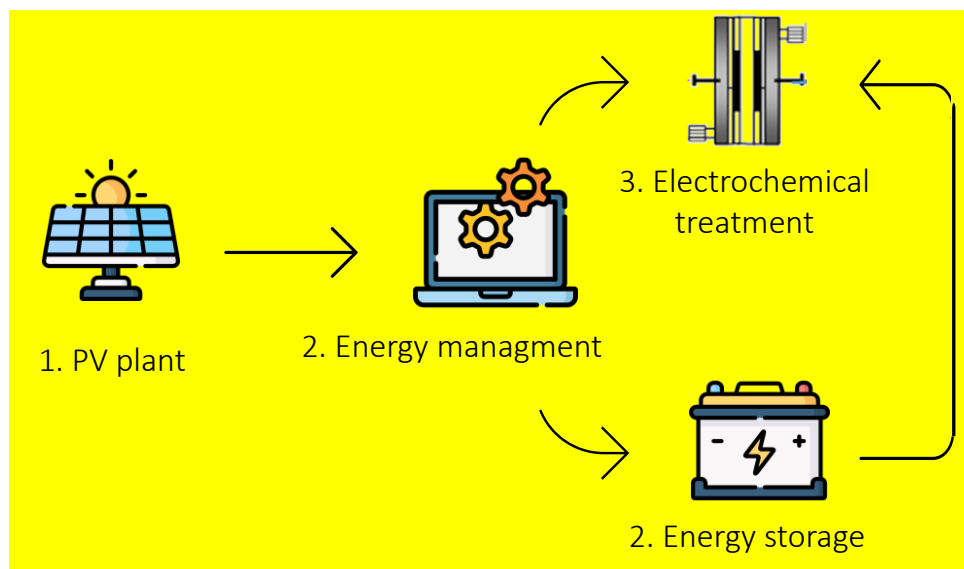 1. PV plant
2. Energy managment
3. Electrochemical
treatment
2. Energy storage